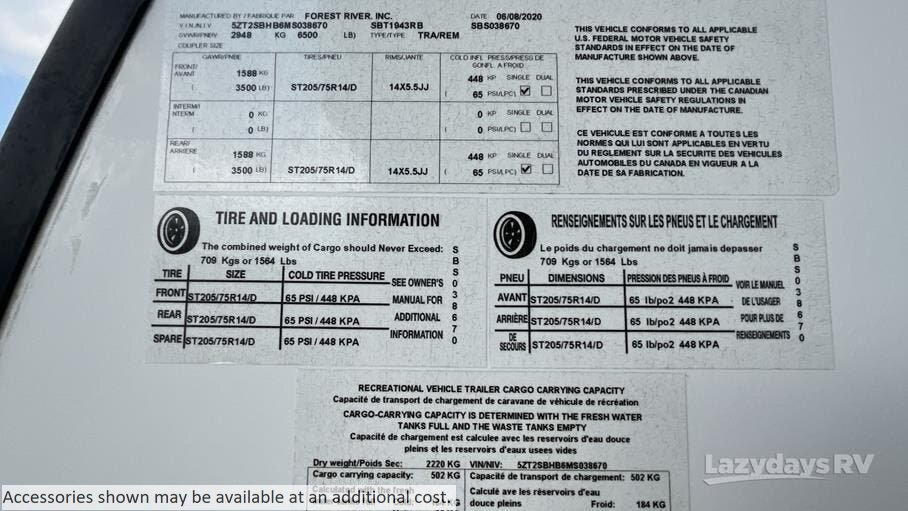 MANUFACTURED BY / FABRIQUE PAR FOREST RIVER, INC. DATE 06/08/2020
V.I.N./N.I.V 5ZT2SBHB6MS038670 SBT1943RB SBS038670
GVWR/PNBV 2948 KG 6500 LB) TYPE/TYPE TRA/REM
COUPLER SIZE
GAWR/PNBE TIRES/PNEU RIMS/JANTE COLD INFL PRESS/PRESS DE GONFL A FROID
FRONT/ AVANT 1588 KG 448 KP SINGLE DUAL
( 3500 LB) ST205/75R14/D 14X5.5JJ ( 65 PSI/LPC)
INTERM/ INTERM 0 KG 0 KP SINGLE DUAL
( 0 LB) ( 0 PSI/LPC)
REAR/ ARRIERE 1588 KG 448 KP SINGLE DUAL
( 3500 LB) ST205/75R14/D 14X5.5JJ ( 65 PSI/LPC)
THIS VEHICLE CONFORMS TO ALL APPLICABLE
U.S. FEDERAL MOTOR VEHICLE SAFETY
STANDARDS IN EFFECT ON THE DATE OF
MANUFACTURE SHOWN ABOVE.
THIS VEHICLE CONFORMS TO ALL APPLICABLE
STANDARDS PRESCRIBED UNDER THE CANADIAN
MOTOR VEHICLE SAFETY REGULATIONS IN
EFFECT ON THE DATE OF MANUFACTURE.
CE VEHICULE EST CONFORME A TOUTES LES
NORMES QUI LUI SONT APPLICABLES EN VERTU
DU REGLEMENT SUR LA SECURITE DES VEHICULES
AUTOMOBILES DU CANADA EN VIGUEUR A LA
DATE DE SA FABRICATION.
TIRE AND LOADING INFORMATION
The combined weight of Cargo should Never Exceed:
709 Kgs or 1564 Lbs
TIRE SIZE COLD TIRE PRESSURE
FRONT ST205/75R14/D 65 PSI / 448 KPA
REAR ST205/75R14/D 65 PSI / 448 KPA
SPARE ST205/75R14/D 65 PSI / 448 KPA
SEE OWNER'S
MANUAL FOR
ADDITIONAL
INFORMATION
SBS038670
RENSEIGNEMENTS SUR LES PNEUS ET LE CHARGEMENT
Le poids du chargement ne doit jamais depasser
709 Kgs or 1564 Lbs
PNEU DIMENSIONS PRESSION DES PNEUS À FROID
AVANT ST205/75R14/D 65 lb/po2 448 KPA
ARRIÈRE ST205/75R14/D 65 lb/po2 448 KPA
DE SECOURS ST205/75R14/D 65 lb/po2 448 KPA
VOIR LE MANUEL
DE L'USAGER
POUR PLUS DE
RENSEIGNEMENTS
SBS038670
RECREATIONAL VEHICLE TRAILER CARGO CARRYING CAPACITY
Capacité de transport de chargement de caravane de véhicule de récréation
CARGO-CARRYING CAPACITY IS DETERMINED WITH THE FRESH WATER
TANKS FULL AND THE WASTE TANKS EMPTY
Capacité de chargement est calculee avec les reservoirs d'eau douce
pleins et les reservoirs d'eaux usees vides
Dry weight/Poids Sec: 2220 KG VIN/NIV: 5ZT2SBHB6MS038670
Cargo carrying capacity: 502 KG Capacité de transport de chargement: 502 KG
Calculated with the fresh Calculé ave les réservoirs d'eau
douce pleins Froid: 184 KG
Lazydays RV
Accessories shown may be available at an additional cost.